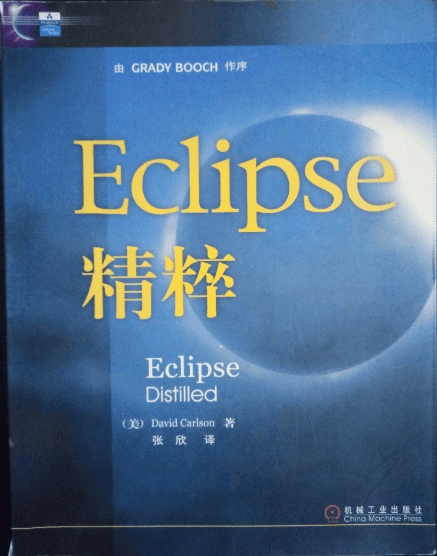 由 GRADY BOOCH 作序
Eclipse
精粹
Eclipse
Distilled
(美) David Carlson 著
张 欣 译
机械工业出版社
China Machine Press